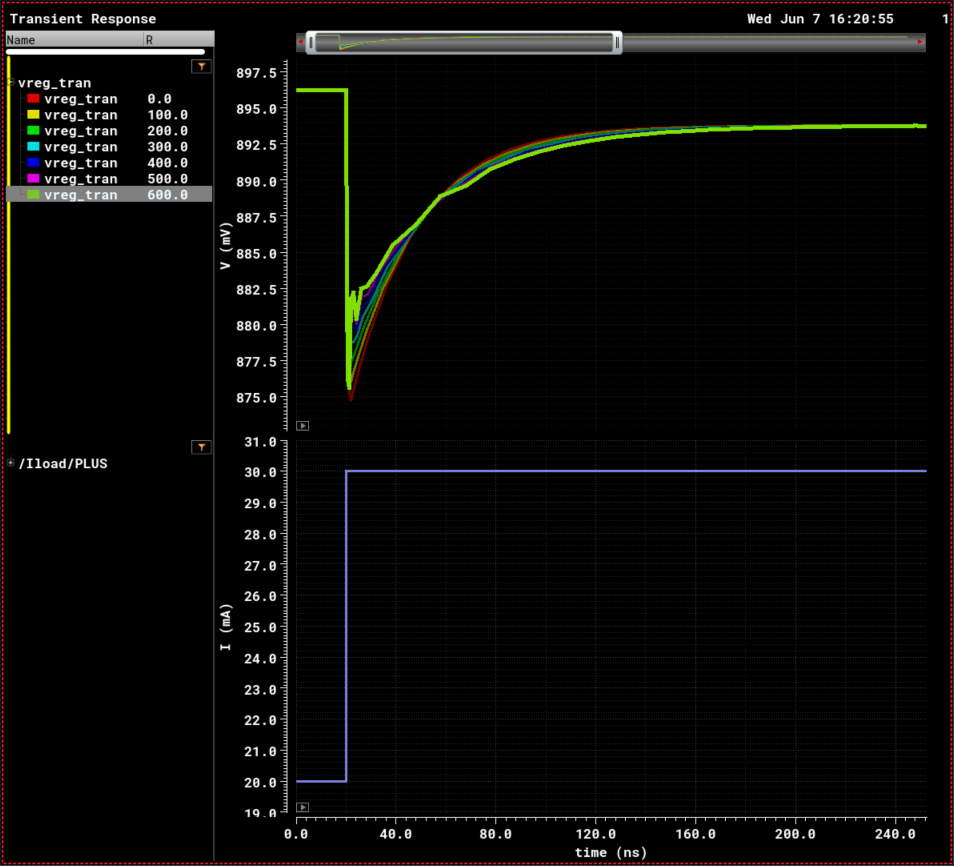 Transient Response
Wed Jun 7 16:20:55 1
Name R
vreg_tran
vreg_tran 0.0
vreg_tran 100.0
vreg_tran 200.0
vreg_tran 300.0
vreg_tran 400.0
vreg_tran 500.0
vreg_tran 600.0
897.5
895.0
892.5
890.0
887.5
885.0
882.5
880.0
877.5
875.0
V (mV)
/Iload/PLUS
31.0
30.0
29.0
28.0
27.0
26.0
25.0
24.0
23.0
22.0
21.0
20.0
19.0
I (mA)
0.0 40.0 80.0 120.0 160.0 200.0 240.0
time (ns)